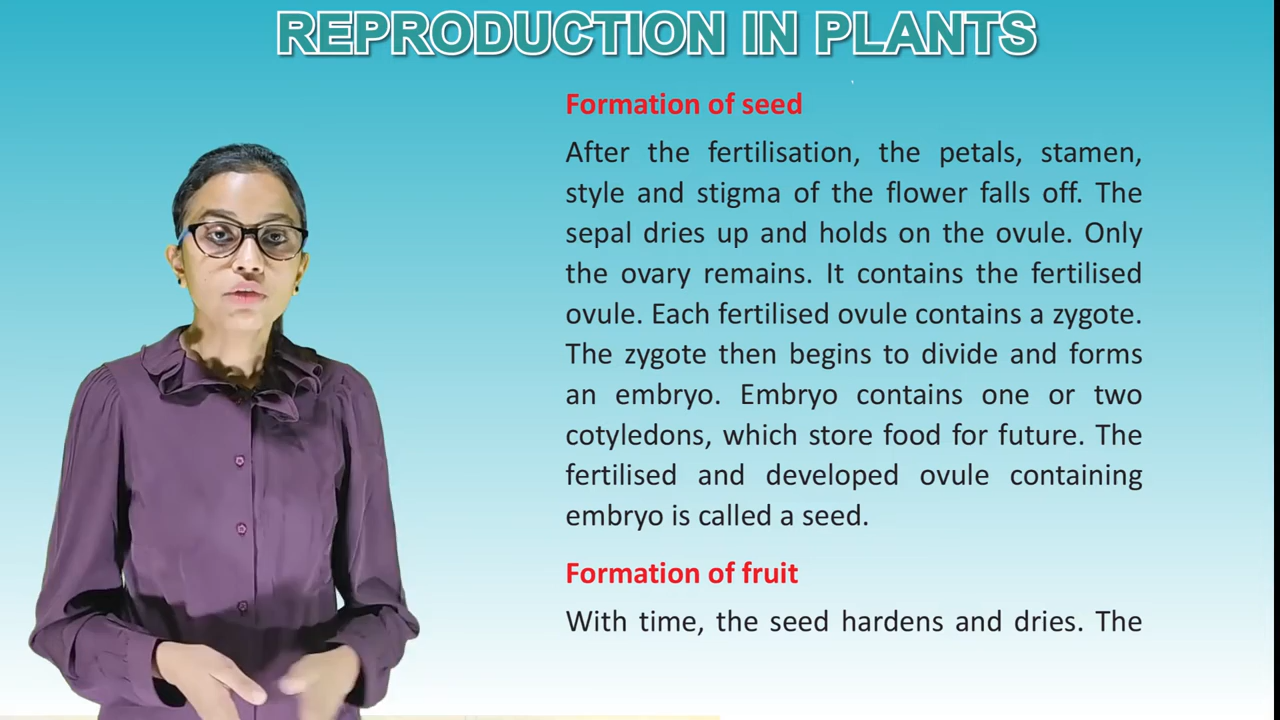 REPRODUCTION IN PLANTS
Formation of seed
After the fertilisation, the petals, stamen,
style and stigma of the flower falls off. The
sepal dries up and holds on the ovule. Only
the ovary remains. It contains the fertilised
ovule. Each fertilised ovule contains a zygote.
The zygote then begins to divide and forms
an embryo. Embryo contains one or two
cotyledons, which store food for future. The
fertilised and developed ovule containing
embryo is called a seed.
Formation of fruit
With time, the seed hardens and dries. The